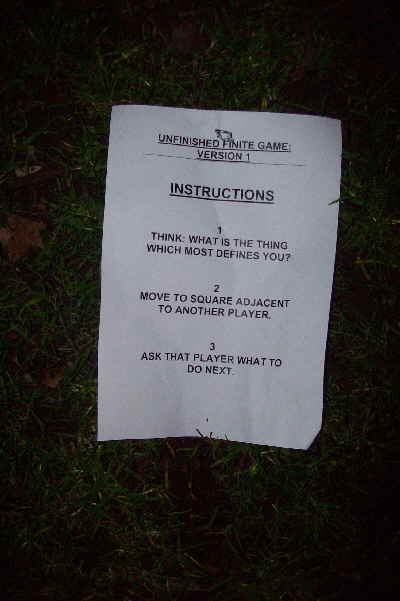 UNFINISHED FINITE GAME:
VERSION 1
INSTRUCTIONS
1
THINK: WHAT IS THE THING
WHICH MOST DEFINES YOU?
2
MOVE TO SQUARE ADJACENT
TO ANOTHER PLAYER.
3
ASK THAT PLAYER WHAT TO
DO NEXT.